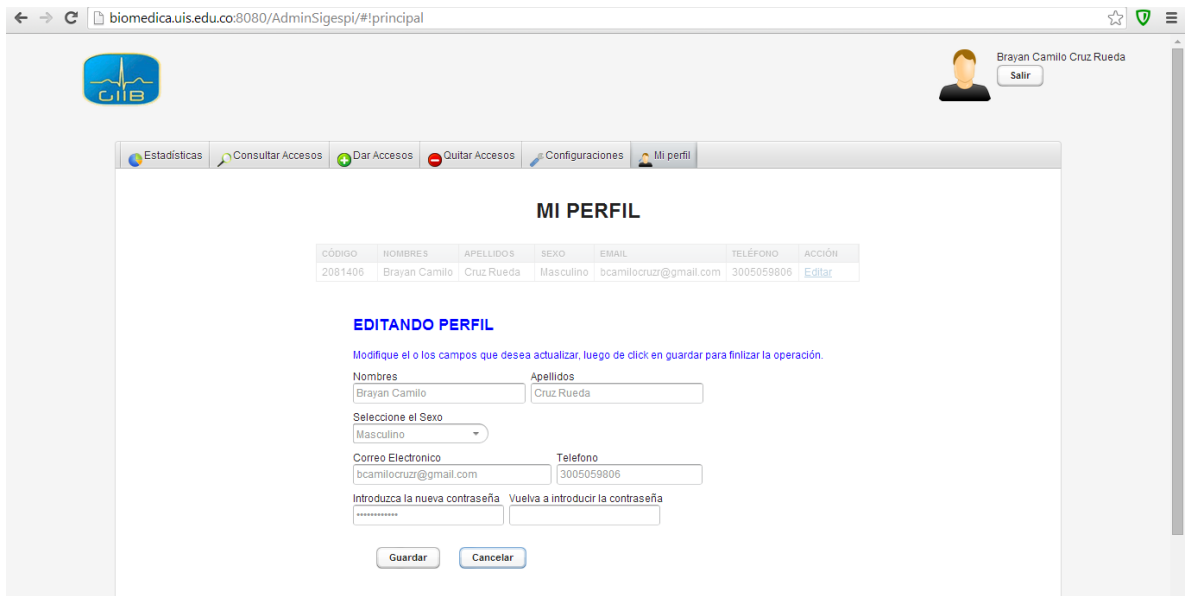 biomedica.uis.edu.co:8080/AdminSigespi/#!principal
GIIB
Brayan Camilo Cruz Rueda
Salir
Estadísticas Consultar Accesos Dar Accesos Quitar Accesos Configuraciones Mi perfil
MI PERFIL
CÓDIGO NOMBRES APELLIDOS SEXO EMAIL TELÉFONO ACCIÓN
2081406 Brayan Camilo Cruz Rueda Masculino bcamilocruzr@gmail.com 3005059806 Editar
EDITANDO PERFIL
Modifique el o los campos que desea actualizar, luego de click en guardar para finlizar la operación.
Nombres Apellidos
Brayan Camilo Cruz Rueda
Seleccione el Sexo
Masculino
Correo Electronico Telefono
bcamilocruzr@gmail.com 3005059806
Introduzca la nueva contraseña Vuelva a introducir la contraseña
••••••••••••
Guardar Cancelar